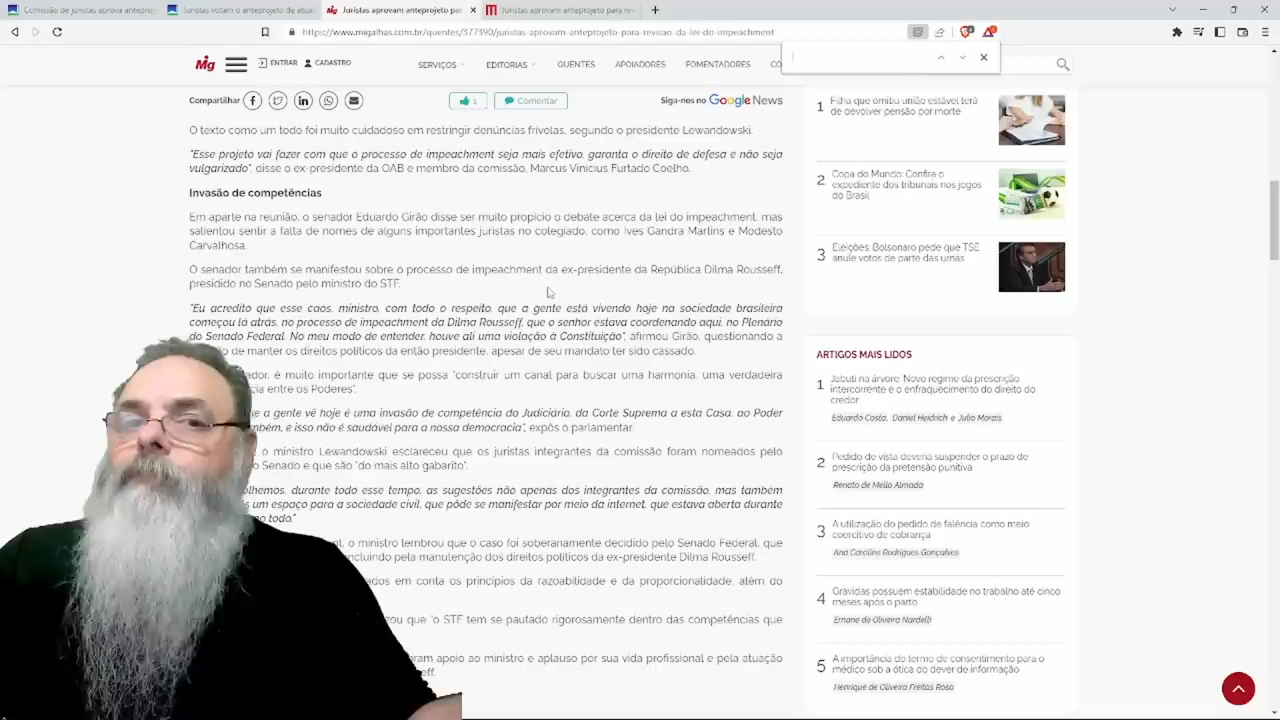 Comissão de juristas aprova anteproj
Juristas votam o anteprojeto de atual
Juristas aprovam anteprojeto par
Juristas aprovam anteprojeto para rev
https://www.migalhas.com.br/quentes/377390/juristas-aprovam-anteprojeto-para-revisao-da-lei-do-impeachment
Mg
ENTRAR
CADASTRO
SERVIÇOS
EDITORIAS
QUENTES
APOIADORES
FOMENTADORES
CO
Compartilhar
1
Comentar
Siga-nos no Google News
O texto como um todo foi muito cuidadoso em restringir denúncias frívolas, segundo o presidente Lewandowski.
"Esse projeto vai fazer com que o processo de impeachment seja mais efetivo, garanta o direito de defesa e não seja
vulgarizado", disse o ex-presidente da OAB e membro da comissão, Marcus Vinicius Furtado Coelho.
Invasão de competências
Em aparte na reunião, o senador Eduardo Girão disse ser muito propício o debate acerca da lei do impeachment, mas
salientou sentir a falta de nomes de alguns importantes juristas no colegiado, como Ives Gandra Martins e Modesto
Carvalhosa.
O senador também se manifestou sobre o processo de impeachment da ex-presidente da República Dilma Rousseff,
presidido no Senado pelo ministro do STF.
"Eu acredito que esse caos, ministro, com todo o respeito, que a gente está vivendo hoje na sociedade brasileira
começou lá atrás, no processo de impeachment da Dilma Rousseff, que o senhor estava coordenando aqui, no Plenário
do Senado Federal. No meu modo de entender, houve ali uma violação à Constituição", afirmou Girão, questionando a
de manter os direitos políticos da então presidente, apesar de seu mandato ter sido cassado.
ador, é muito importante que se possa "construir um canal para buscar uma harmonia, uma verdadeira
cia entre os Poderes".
e a gente vê hoje é uma invasão de competência do Judiciário, da Corte Suprema a esta Casa, ao Poder
mbém, e isso não é saudável para a nossa democracia", expôs o parlamentar.
o ministro Lewandowski esclareceu que os juristas integrantes da comissão foram nomeados pelo
o Senado e que são "do mais alto gabarito".
olhemos, durante todo esse tempo, as sugestões não apenas dos integrantes da comissão, mas também
s um espaço para a sociedade civil, que pôde se manifestar por meio da internet, que estava aberta durante
mo todo."
nt, o ministro lembrou que o caso foi soberanamente decidido pelo Senado Federal, que
ncluindo pela manutenção dos direitos políticos da ex-presidente Dilma Rousseff.
ados em conta os princípios da razoabilidade e da proporcionalidade, além do
zou que "o STF tem se pautado rigorosamente dentro das competências que
ram apoio ao ministro e aplauso por sua vida profissional e pela atuação
eff.
1 Filha que omitiu união estável terá
de devolver pensão por morte
2 Copa do Mundo: Confira o
expediente dos tribunais nos jogos
do Brasil
3 Eleições: Bolsonaro pede que TSE
anule votos de parte das urnas
ARTIGOS MAIS LIDOS
1 Jabuti na árvore: Novo regime da prescrição
intercorrente e o enfraquecimento do direito do
credor
Eduardo Costa, Daniel Heidrich e Julio Morais
2 Pedido de vista deveria suspender o prazo de
prescrição da pretensão punitiva
Renato de Mello Almada
3 A utilização do pedido de falência como meio
coercitivo de cobrança
Ana Caroline Rodrigues Gonçalves
4 Grávidas possuem estabilidade no trabalho até cinco
meses após o parto
Ernane de Oliveira Nardelli
5 A importância do termo de consentimento para o
médico sob a ótica do dever de informação
Henrique de Oliveira Freitas Rosa